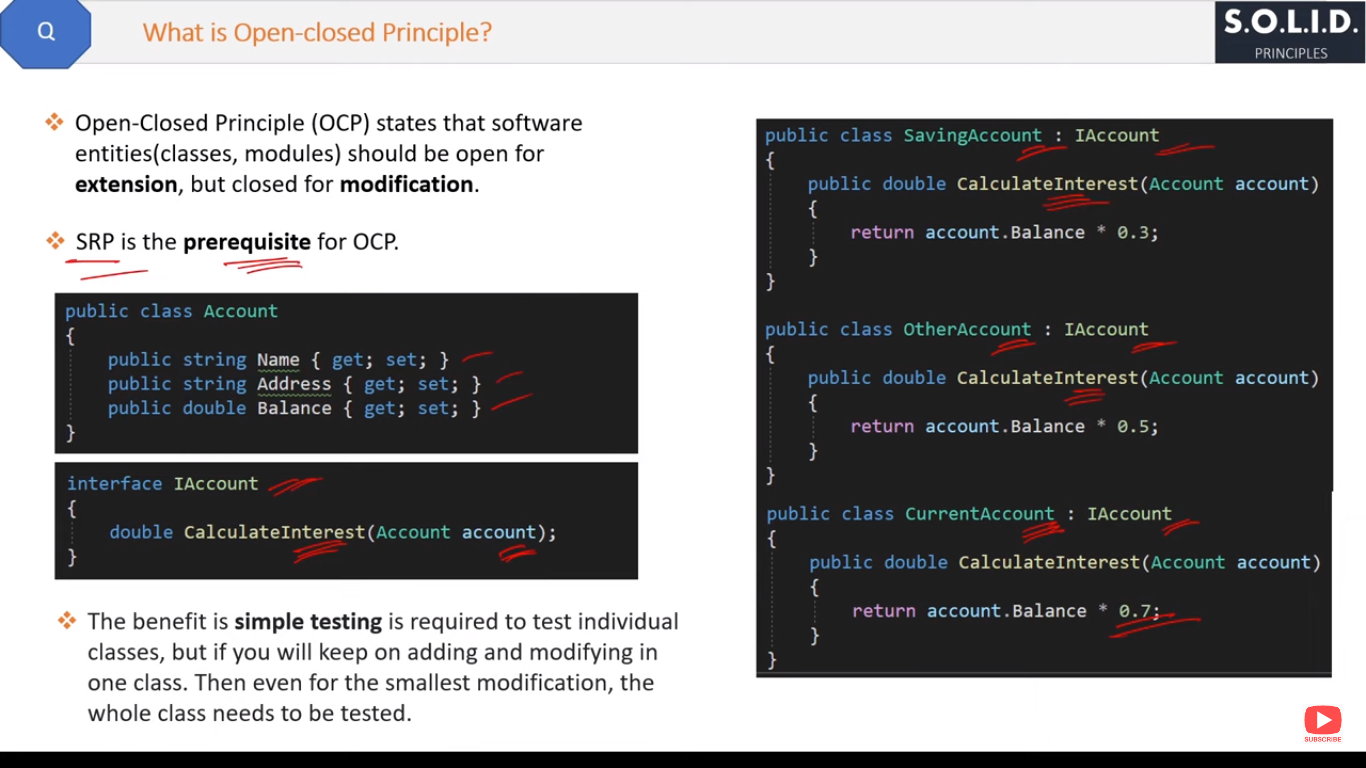 Q
What is Open-closed Principle?
S.O.L.I.D.
PRINCIPLES
Open-Closed Principle (OCP) states that software
entities(classes, modules) should be open for
extension, but closed for modification.
SRP is the prerequisite for OCP.
public class Account
{
public string Name { get; set; }
public string Address { get; set; }
public double Balance { get; set; }
}
interface IAccount
{
double CalculateInterest(Account account);
}
The benefit is simple testing is required to test individual
classes, but if you will keep on adding and modifying in
one class. Then even for the smallest modification, the
whole class needs to be tested.
public class SavingAccount : IAccount
{
public double CalculateInterest(Account account)
{
return account.Balance * 0.3;
}
}
public class OtherAccount : IAccount
{
public double CalculateInterest(Account account)
{
return account.Balance * 0.5;
}
}
public class CurrentAccount : IAccount
{
public double CalculateInterest(Account account)
{
return account.Balance * 0.7;
}
}
SUBSCRIBE